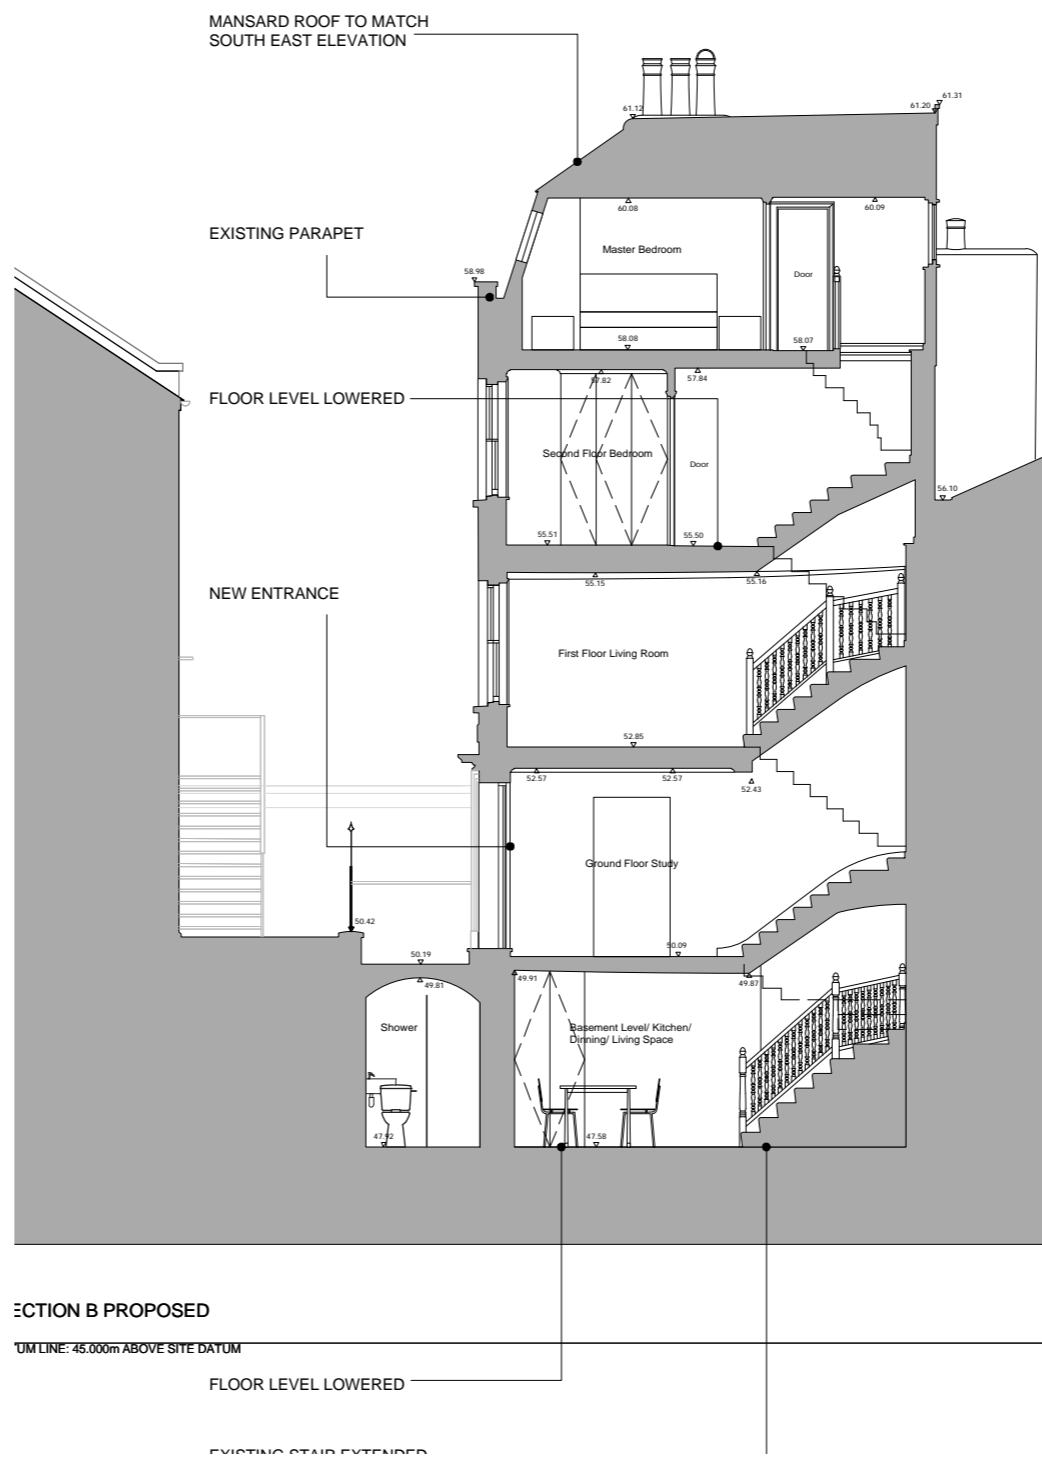 MANSARD ROOF TO MATCH
SOUTH EAST ELEVATION
61.31
61.20
61.12
60.08
60.09
EXISTING PARAPET
Master Bedroom
58.98
Door
58.08
58.07
57.82
57.84
FLOOR LEVEL LOWERED
Second Floor Bedroom
Door
56.10
55.51
55.50
55.15
55.16
NEW ENTRANCE
First Floor Living Room
52.85
52.57
52.57
52.43
Ground Floor Study
50.42
50.19
50.09
49.81
49.91
49.87
Shower
Basement Level/ Kitchen/
Dinning/ Living Space
47.92
47.58
ECTION B PROPOSED
UM LINE: 45.000m ABOVE SITE DATUM
FLOOR LEVEL LOWERED
EXISTING STAIR EXTENDED